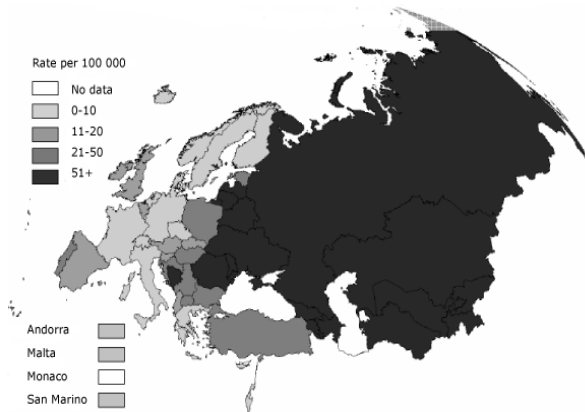 Rate per 100 000
No data
0-10
11-20
21-50
51+
Andorra
Malta
Monaco
San Marino